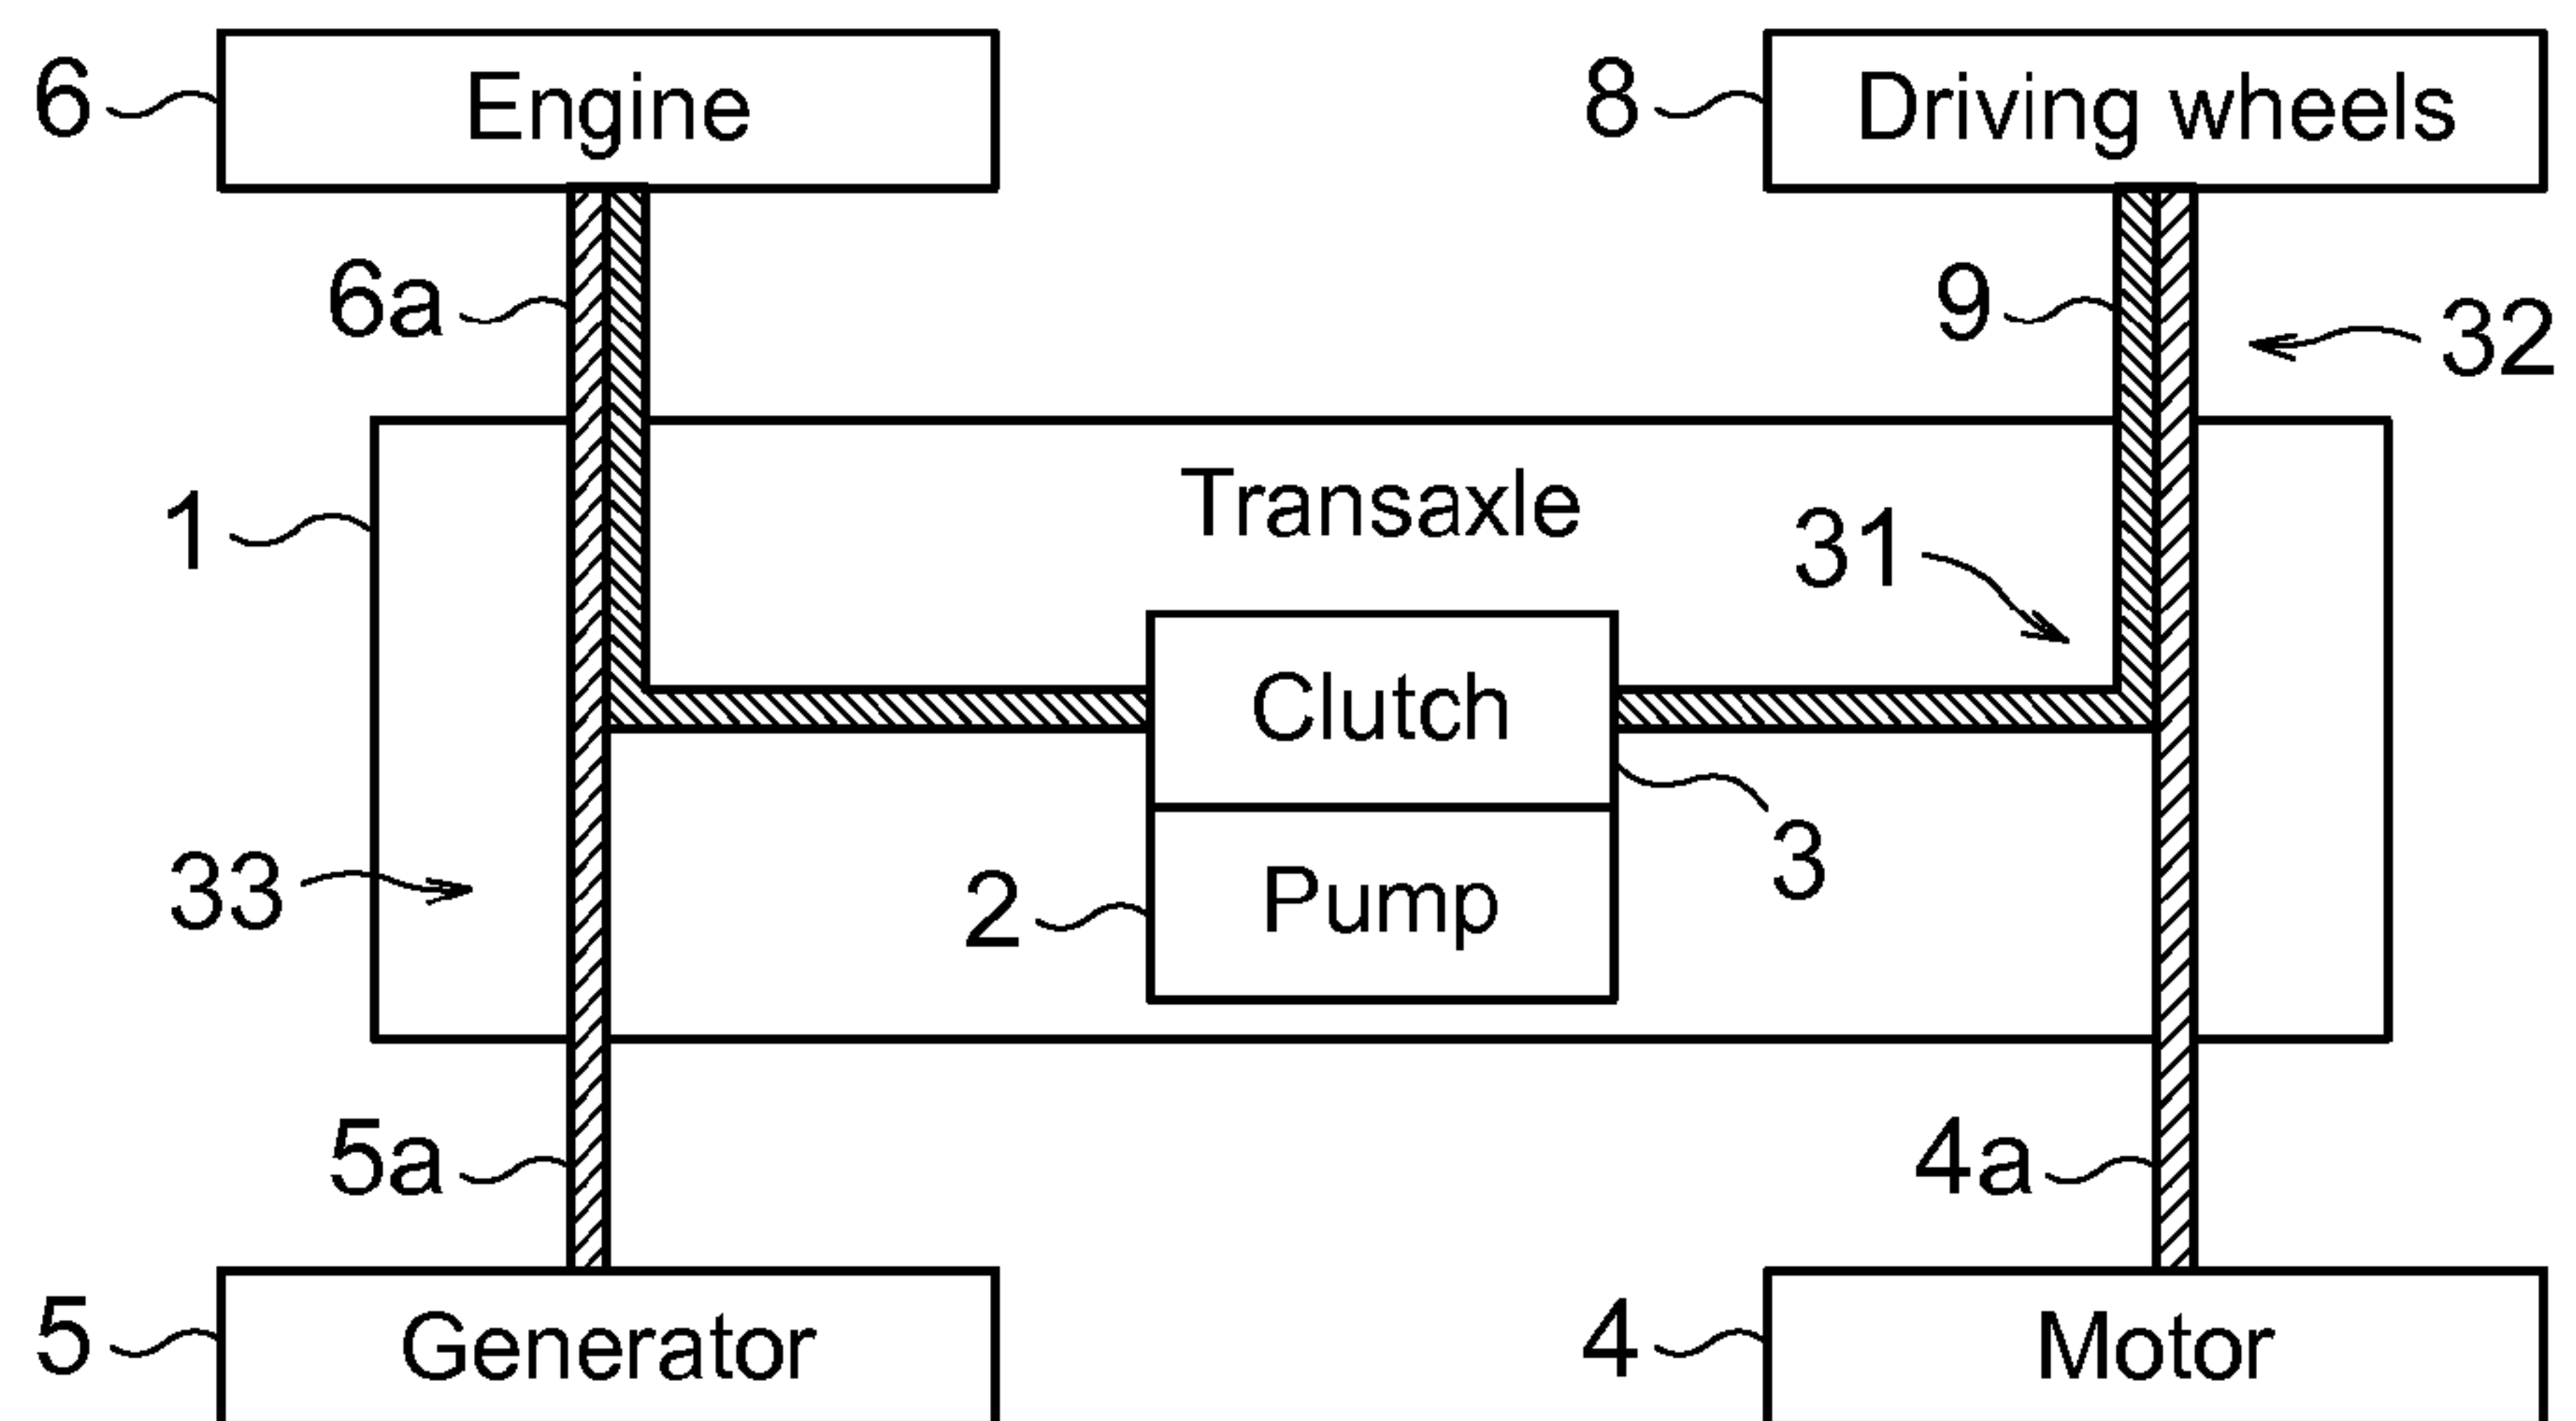 6 Engine
8 Driving wheels
6a
9
32
Transaxle
1
31
Clutch
33
2 Pump
3
5a
4a
5 Generator
4 Motor